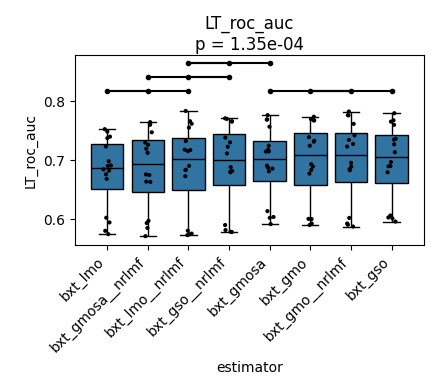 LT_roc_auc
p = 1.35e-04
LT_roc_auc
0.8
0.7
0.6
bxt_lmo
bxt_gmosa__nrlmf
bxt_lmo__nrlmf
bxt_gso__nrlmf
bxt_gmosa
bxt_gmo
bxt_gmo__nrlmf
bxt_gso
estimator